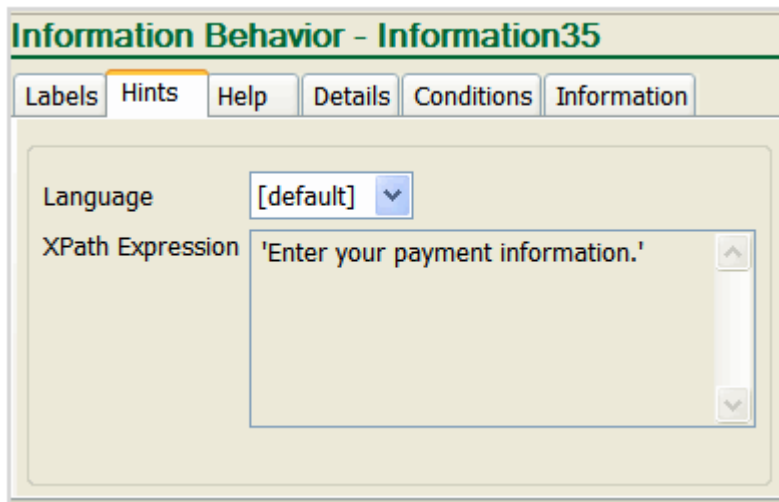 Information Behavior - Information35
Labels Hints Help Details Conditions Information
Language [default]
XPath Expression 'Enter your payment information.'